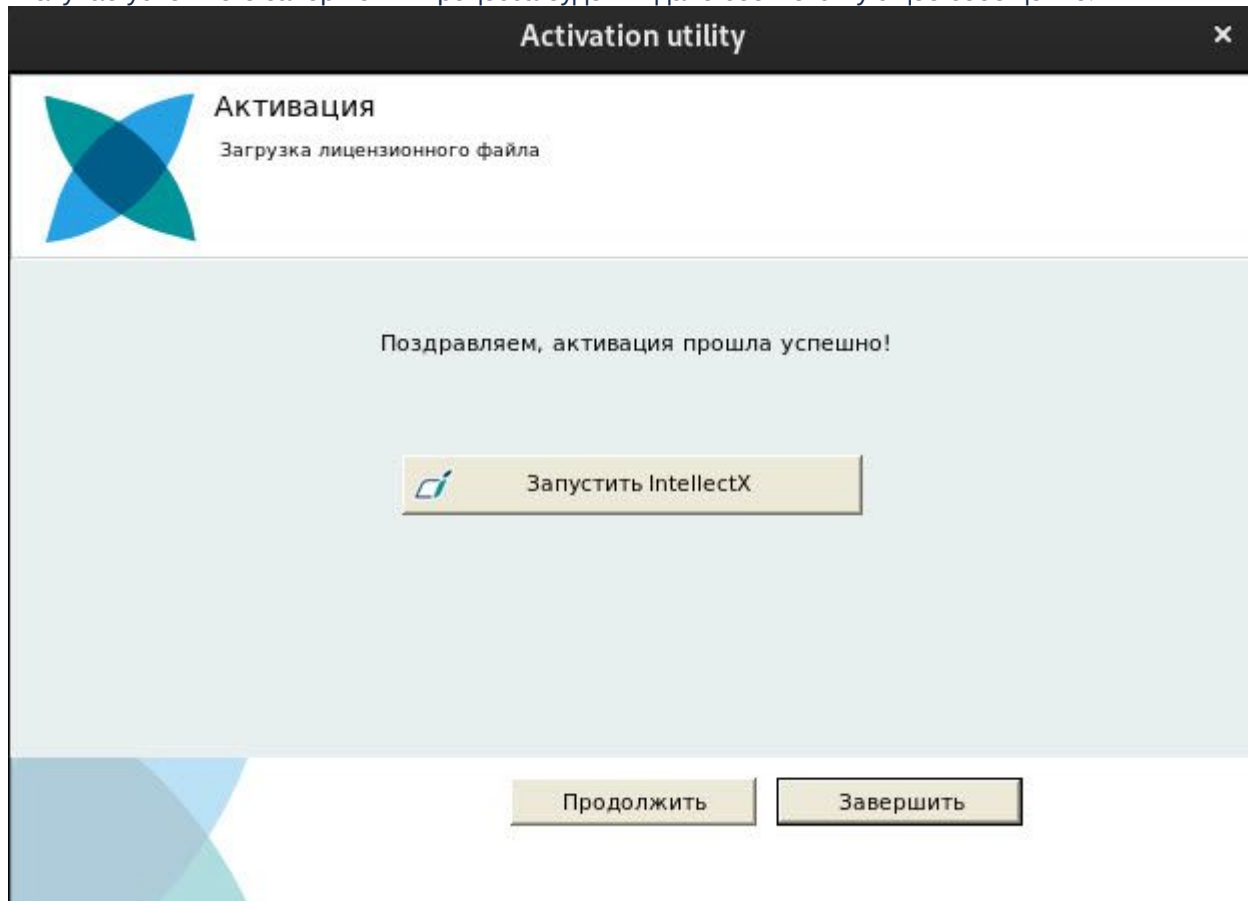 Activation utility
Активация
Загрузка лицензионного файла
Поздравляем, активация прошла успешно!
Запустить IntellectX
Продолжить
Завершить